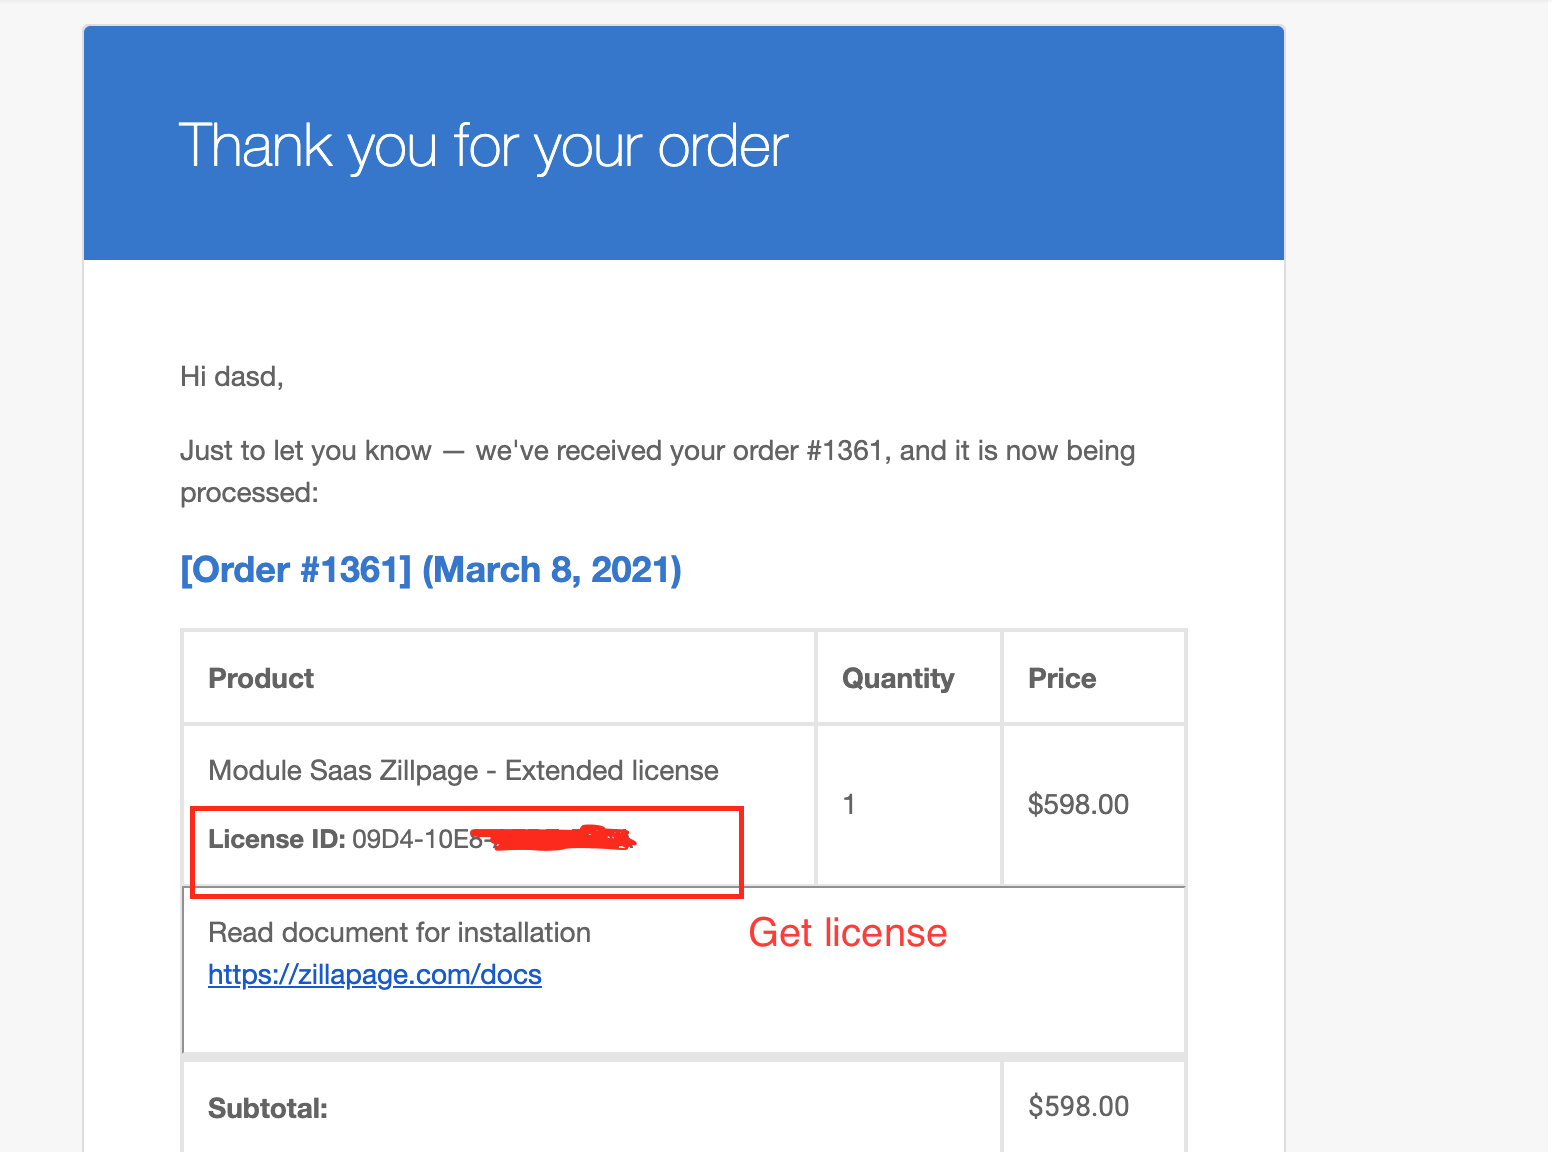 Thank you for your order
Hi dasd,
Just to let you know — we've received your order #1361, and it is now being
processed:
[Order #1361] (March 8, 2021)
Product Quantity Price
Module Saas Zillpage - Extended license
1 $598.00
License ID: 09D4-10E8-
Read document for installation
Get license
https://zillapage.com/docs
Subtotal: $598.00